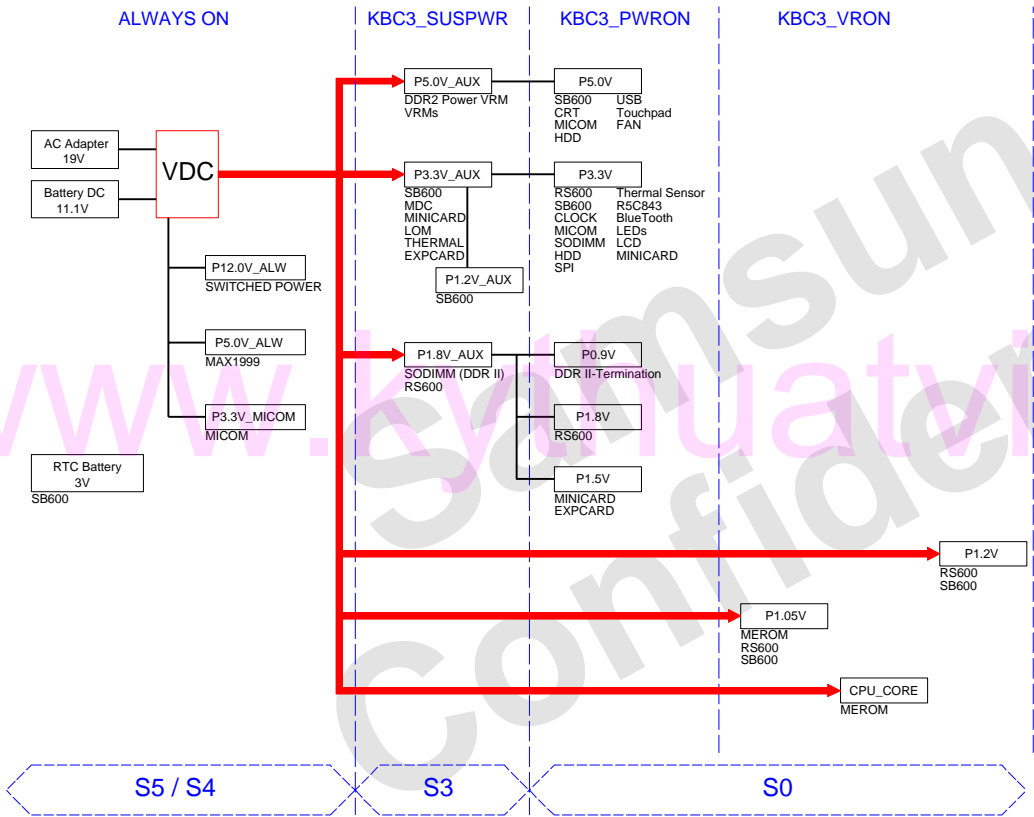 ALWAYS ON
KBC3_SUSPWR
KBC3_PWRON
KBC3_VRON
AC Adapter
19V
Battery DC
11.1V
VDC
P12.0V_ALW
SWITCHED POWER
P5.0V_ALW
MAX1999
P3.3V_MICOM
MICOM
RTC Battery
3V
SB600
P5.0V_AUX
DDR2 Power VRM
VRMs
P3.3V_AUX
SB600
MDC
MINICARD
LOM
THERMAL
EXPCARD
P1.2V_AUX
SB600
P1.8V_AUX
SODIMM (DDR II)
RS600
P5.0V
SB600 USB
CRT Touchpad
MICOM FAN
HDD
P3.3V
RS600 Thermal Sensor
SB600 R5C843
CLOCK BlueTooth
MICOM LEDs
SODIMM LCD
HDD MINICARD
SPI
P0.9V
DDR II-Termination
P1.8V
RS600
P1.5V
MINICARD
EXPCARD
P1.2V
RS600
SB600
P1.05V
MEROM
RS600
SB600
CPU_CORE
MEROM
S5 / S4
S3
S0
www.kythuatvi
Samsun
Confiden